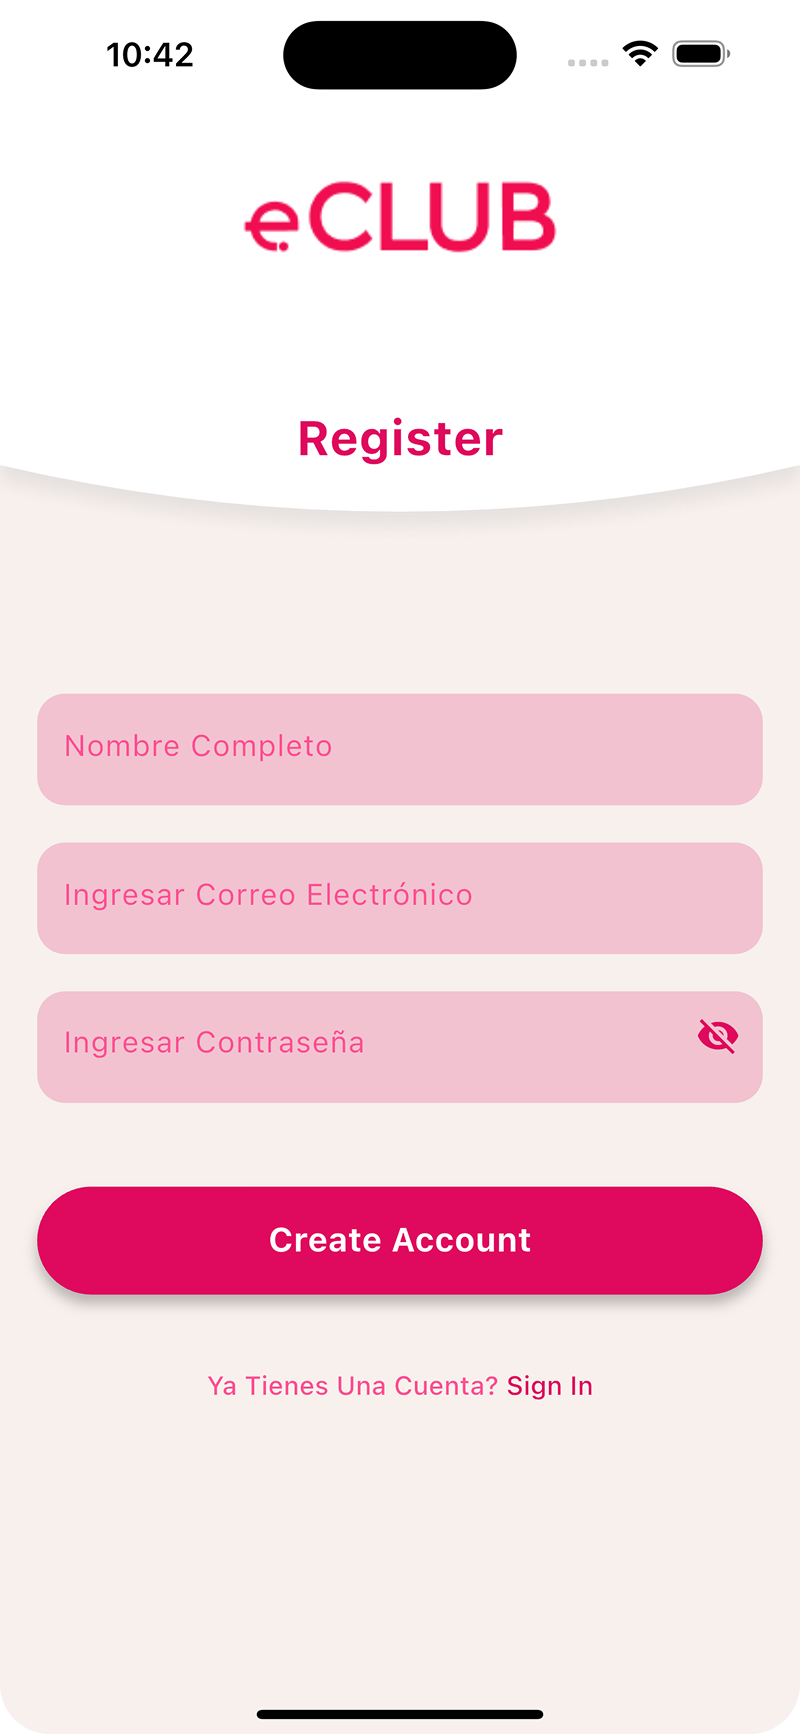 10:42
eCLUB
Register
Nombre Completo
Ingresar Correo Electrónico
Ingresar Contraseña
Create Account
Ya Tienes Una Cuenta? Sign In